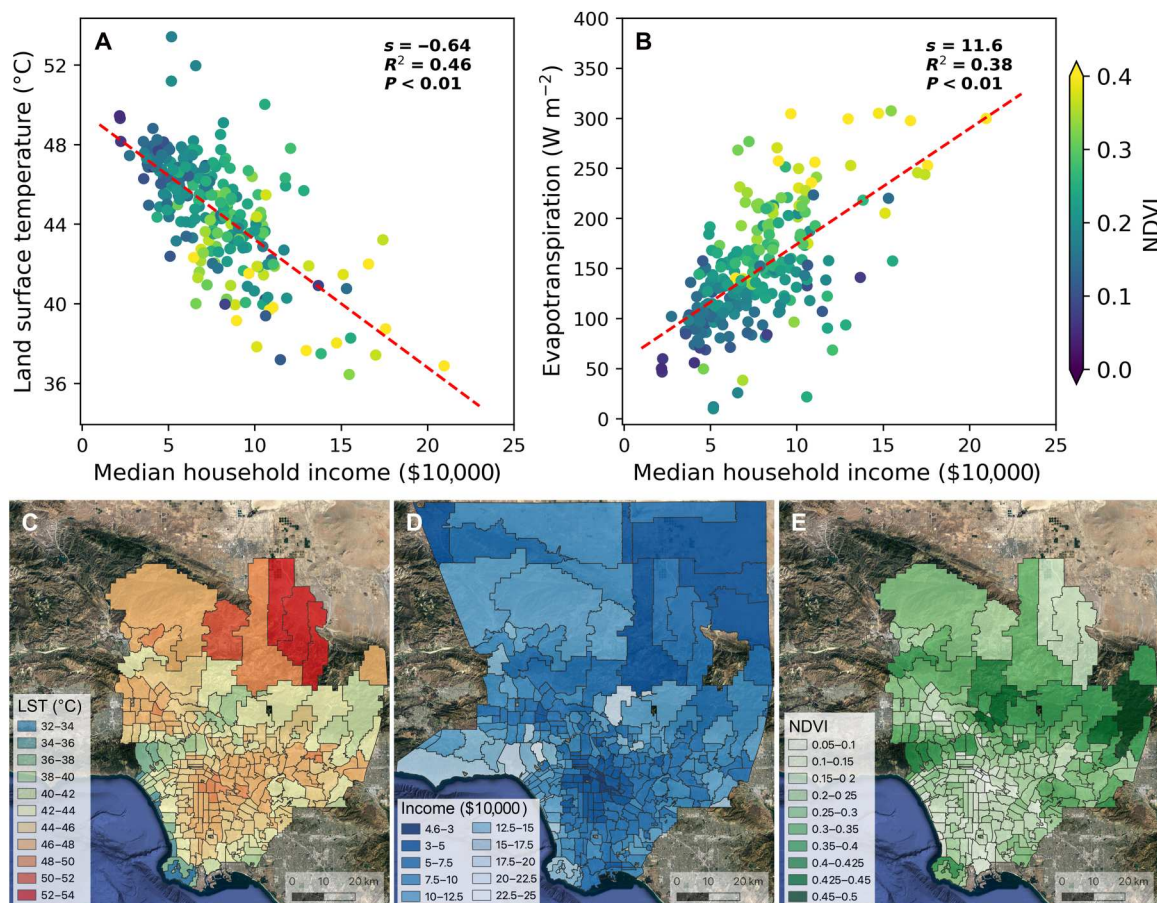 A
s = −0.64
R² = 0.46
P < 0.01
Land surface temperature (°C)
52
48
44
40
36
0 5 10 15 20 25
Median household income ($10,000)
B
s = 11.6
R² = 0.38
P < 0.01
Evapotranspiration (W m⁻²)
400
350
300
250
200
150
100
50
0
0 5 10 15 20 25
Median household income ($10,000)
0.4
0.3
0.2
0.1
0.0
NDVI
C
LST (°C)
32–34
34–36
36–38
38–40
40–42
42–44
44–46
46–48
48–50
50–52
52–54
0 10 20 km
D
Income ($10,000)
4.6–3 12.5–15
3–5 15–17.5
5–7.5 17.5–20
7.5–10 20–22.5
10–12.5 22.5–25
0 10 20 km
E
NDVI
0.05–0.1
0.1–0.15
0.15–0 2
0.2–0 25
0.25–0.3
0.3–0.35
0.35–0.4
0.4–0.425
0.425–0.45
0.45–0.5
0 10 20 km